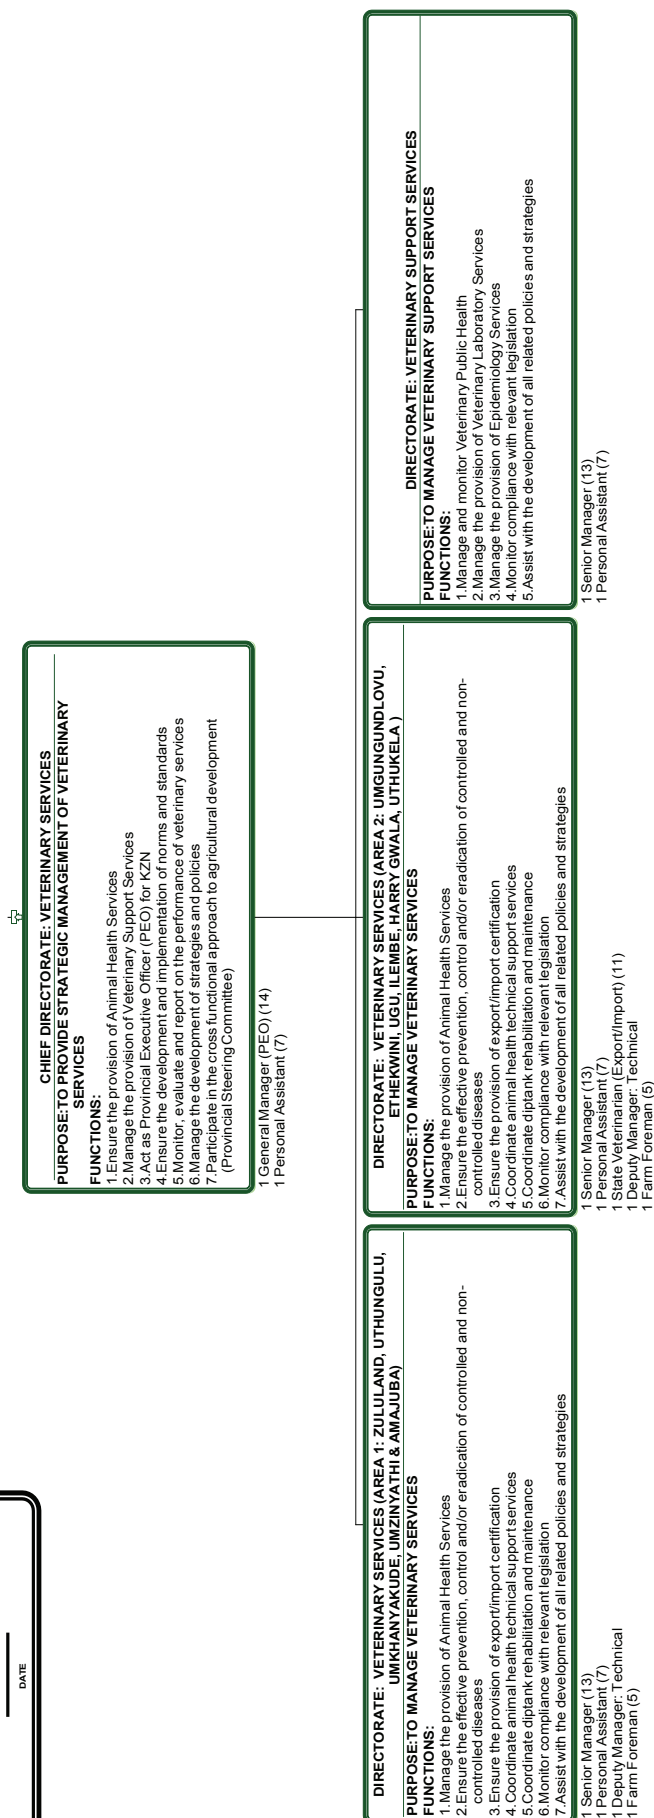 DATE
CHIEF DIRECTORATE: VETERINARY SERVICES
PURPOSE:TO PROVIDE STRATEGIC MANAGEMENT OF VETERINARY
SERVICES
FUNCTIONS:
1.Ensure the provision of Animal Health Services
2.Manage the provision of Veterinary Support Services
3.Act as Provincial Executive Officer (PEO) for KZN
4.Ensure the development and implementation of norms and standards
5.Monitor, evaluate and report on the performance of veterinary services
6.Manage the development of strategies and policies
7.Participate in the cross functional approach to agricultural development
(Provincial Steering Committee)
1 General Manager (PEO) (14)
1 Personal Assistant (7)
DIRECTORATE: VETERINARY SERVICES (AREA 1: ZULULAND, UTHUNGULU,
UMKHANYAKUDE, UMZINYATHI & AMAJUBA)
PURPOSE:TO MANAGE VETERINARY SERVICES
FUNCTIONS:
1.Manage the provision of Animal Health Services
2.Ensure the effective prevention, control and/or eradication of controlled and non-
controlled diseases
3.Ensure the provision of export/import certification
4.Coordinate animal health technical support services
5.Coordinate diptank rehabilitation and maintenance
6.Monitor compliance with relevant legislation
7.Assist with the development of all related policies and strategies
1 Senior Manager (13)
1 Personal Assistant (7)
1 Deputy Manager: Technical
1 Farm Foreman (5)
DIRECTORATE: VETERINARY SERVICES (AREA 2: UMGUNGUNDLOVU,
ETHEKWINI, UGU, ILEMBE, HARRY GWALA, UTHUKELA )
PURPOSE:TO MANAGE VETERINARY SERVICES
FUNCTIONS:
1.Manage the provision of Animal Health Services
2.Ensure the effective prevention, control and/or eradication of controlled and non-
controlled diseases
3.Ensure the provision of export/import certification
4.Coordinate animal health technical support services
5.Coordinate diptank rehabilitation and maintenance
6.Monitor compliance with relevant legislation
7.Assist with the development of all related policies and strategies
1 Senior Manager (13)
1 Personal Assistant (7)
1 State Veterinarian (Export/Import) (11)
1 Deputy Manager: Technical
1 Farm Foreman (5)
DIRECTORATE: VETERINARY SUPPORT SERVICES
PURPOSE:TO MANAGE VETERINARY SUPPORT SERVICES
FUNCTIONS:
1.Manage and monitor Veterinary Public Health
2.Manage the provision of Veterinary Laboratory Services
3.Manage the provision of Epidemiology Services
4.Monitor compliance with relevant legislation
5.Assist with the development of all related policies and strategies
1 Senior Manager (13)
1 Personal Assistant (7)